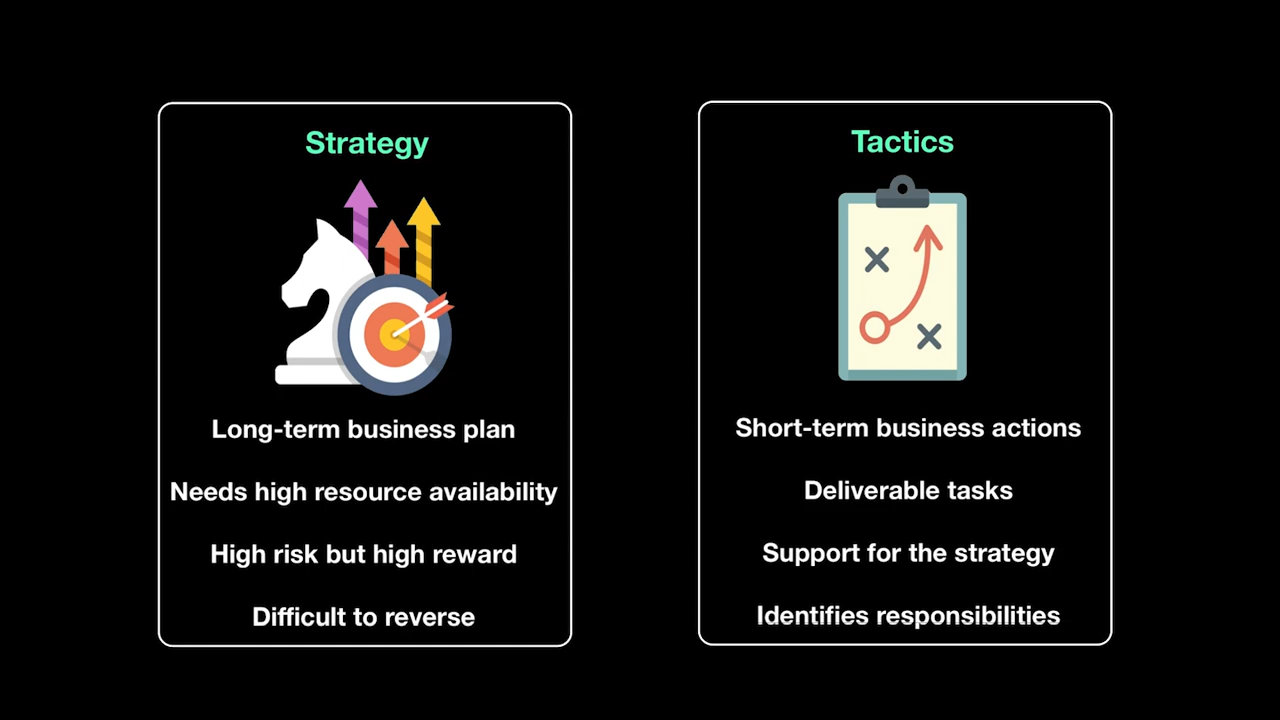 Strategy
Long-term business plan
Needs high resource availability
High risk but high reward
Difficult to reverse
Tactics
Short-term business actions
Deliverable tasks
Support for the strategy
Identifies responsibilities